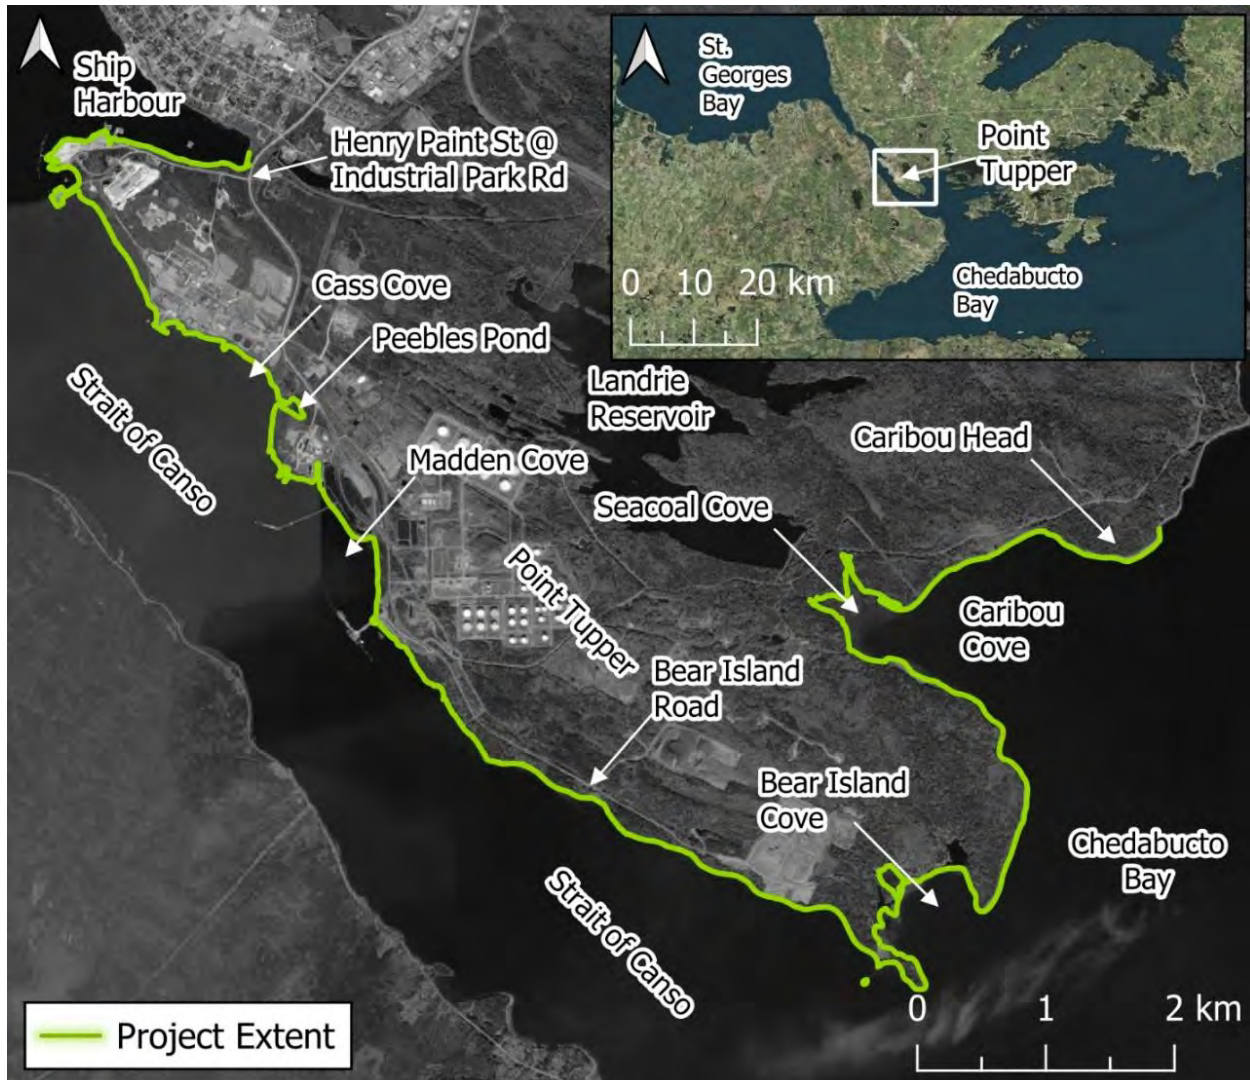 Ship
Harbour
Henry Paint St @
Industrial Park Rd
Cass Cove
Peebles Pond
Strait of Canso
Madden Cove
Landrie
Reservoir
Caribou Head
Seacoal Cove
Point Tupper
Caribou
Cove
Bear Island
Road
Bear Island
Cove
Chedabucto
Bay
Strait of Canso
Project Extent
0 1 2 km
St.
Georges
Bay
Point
Tupper
0 10 20 km
Chedabucto
Bay